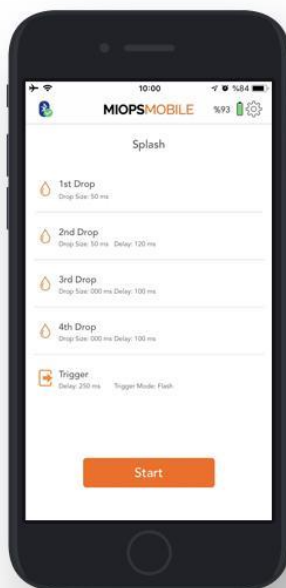 10:00 %84
MIOPSMOBILE %93
Splash
1st Drop
Drop Size: 50 ms
2nd Drop
Drop Size: 50 ms Delay: 120 ms
3rd Drop
Drop Size: 000 ms Delay: 100 ms
4th Drop
Drop Size: 000 ms Delay: 100 ms
Trigger
Delay: 250 ms Trigger Mode: Flash
Start